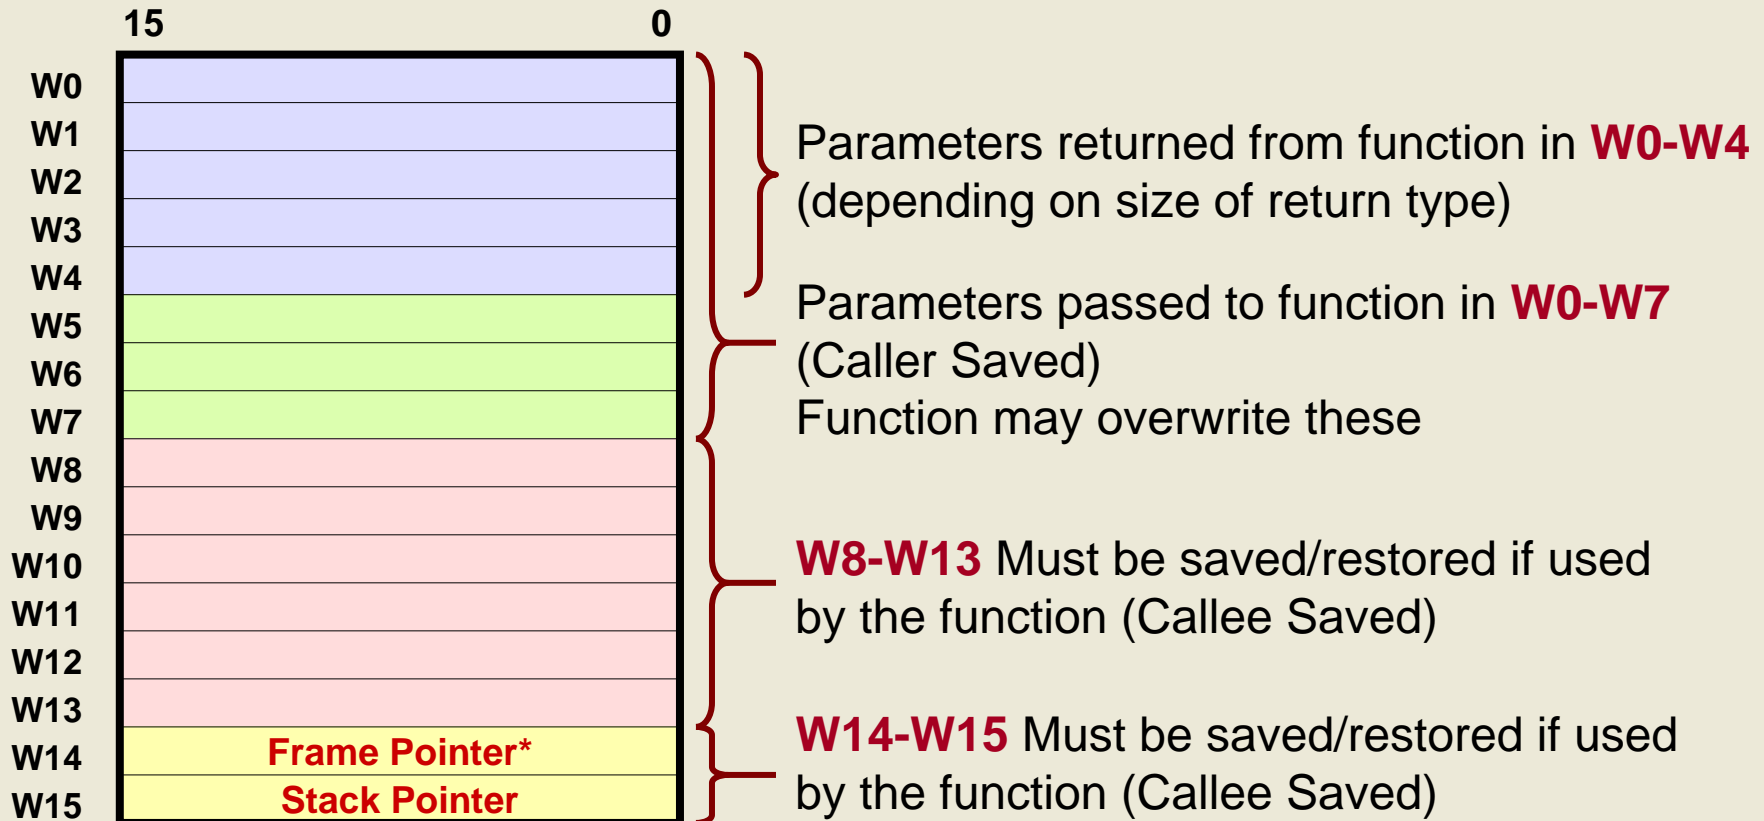 15 0
W0
W1
W2
W3
W4
W5
W6
W7
W8
W9
W10
W11
W12
W13
W14
W15
Frame Pointer*
Stack Pointer
Parameters returned from function in W0-W4
(depending on size of return type)
Parameters passed to function in W0-W7
(Caller Saved)
Function may overwrite these
W8-W13 Must be saved/restored if used
by the function (Callee Saved)
W14-W15 Must be saved/restored if used
by the function (Callee Saved)